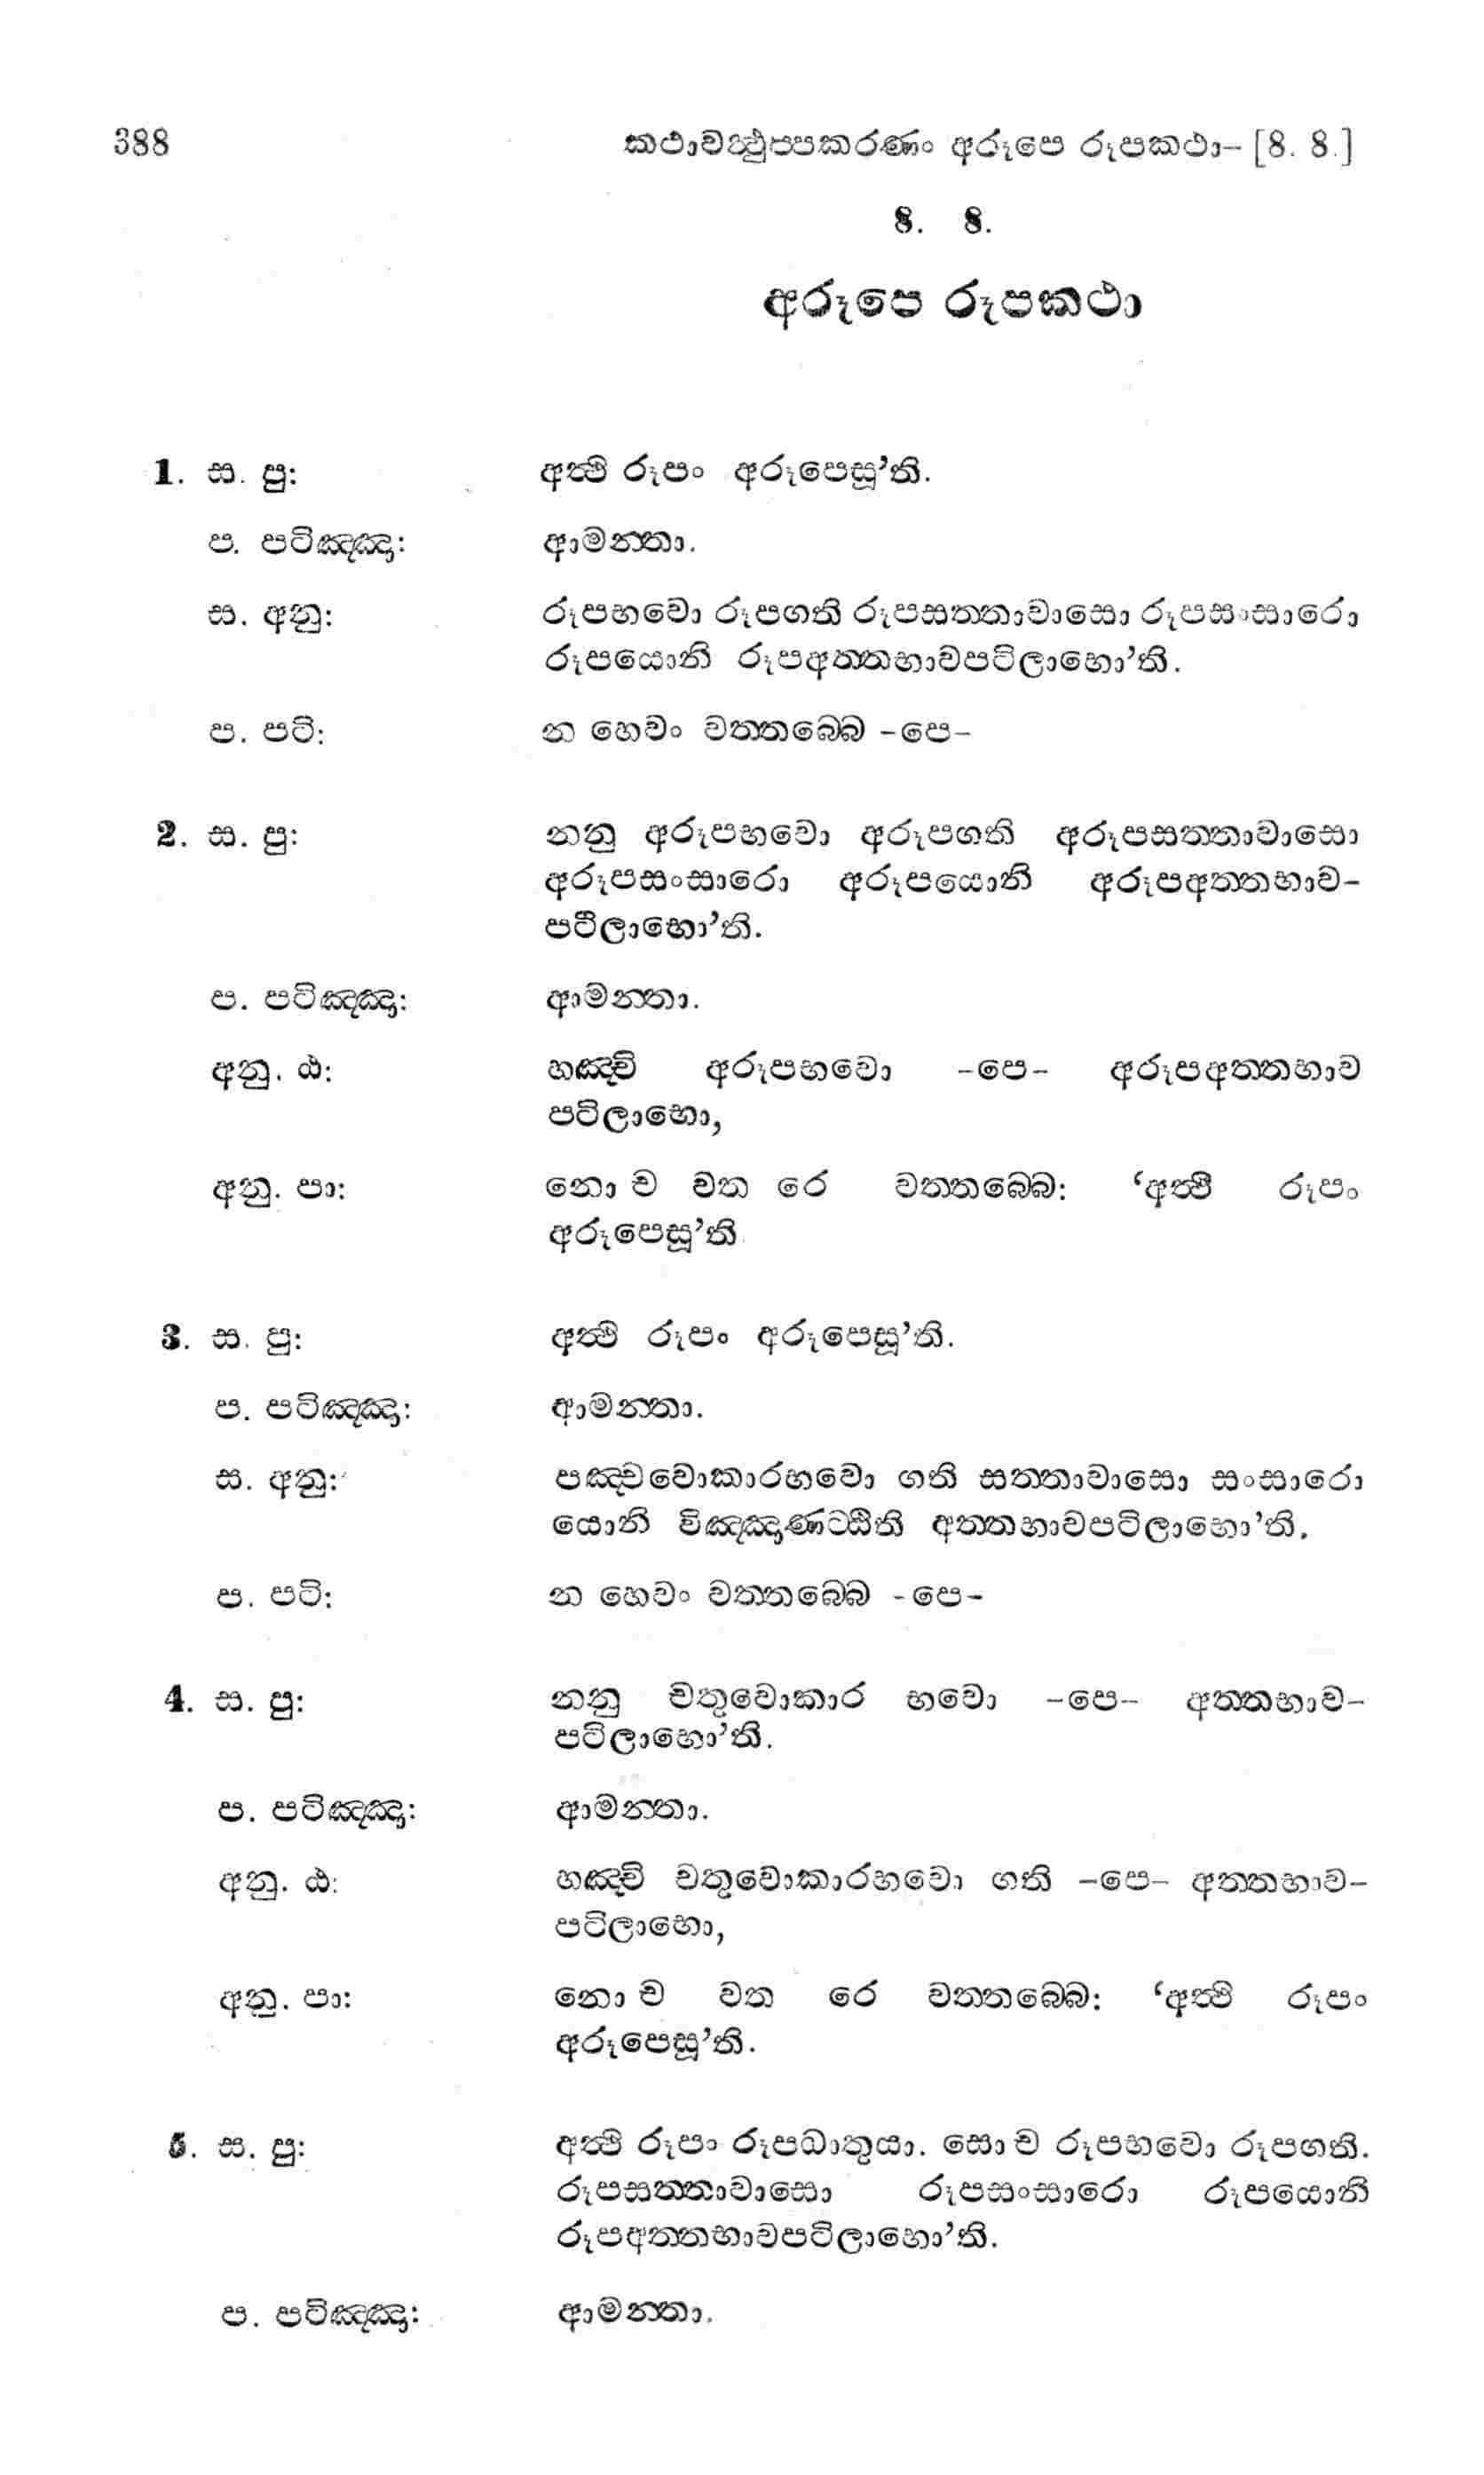 388 කථාවත්‍ථුප‍්පකරණං අරූපෙ රූපකථා- [8. 8.]
8. 8.
අරූපෙ රූපකථා
1. ස. පු: අත්‍ථි රූපං අරූපෙසූ’ති.
ප. පටිඤ‍්ඤා: ආමන‍්තා.
ස. අනු: රූපභවො රූපගති රූපසත‍්තාවාසො රූපසංසාරො
රූපයොනි රූපඅත‍්තභාවපටිලාභො’ති.
ප. පටි: න හෙවං වත‍්තබ‍්බෙ -පෙ-
2. ස. පු: නනු අරූපභවො අරූපගති අරූපසත‍්තාවාසො
අරූපසංසාරො අරූපයොනි අරූපඅත‍්තභාව-
පටිලාභො’ති.
ප. පටිඤ‍්ඤා: ආමන‍්තා.
අනු. ඨ: හඤ‍්චි අරූපභවො -පෙ- අරූපඅත‍්තභාව
පටිලාභො,
අනු. පා: නො ච වත රෙ වත‍්තබ‍්බෙ: ‘අත්‍ථි රූපං
අරූපෙසූ’ති
3. ස. පු: අත්‍ථි රූපං අරූපෙසූ’ති.
ප. පටිඤ‍්ඤා: ආමන‍්තා.
ස. අනු: පඤ‍්චවොකාරභවො ගති සත‍්තාවාසො සංසාරො
යොනි විඤ‍්ඤාණට‍්ඨිති අත‍්තභාවපටිලාභො’ති.
ප. පටි: න හෙවං වත‍්තබ‍්බෙ -පෙ-
4. ස. පු: නනු චතුවොකාර භවො -පෙ- අත‍්තභාව-
පටිලාභො’ති.
ප. පටිඤ‍්ඤා: ආමන‍්තා.
අනු. ඨ: හඤ‍්චි චතුවොකාරභවො ගති -පෙ- අත‍්තභාව-
පටිලාභො,
අනු. පා: නො ච වත රෙ වත‍්තබ‍්බෙ: ‘අත්‍ථි රූපං
අරූපෙසූ’ති.
5. ස. පු: අත්‍ථි රූපං රූපධාතුයා. සො ච රූපභවො රූපගති.
රූපසත‍්තාවාසො රූපසංසාරො රූපයොනි
රූපඅත‍්තභාවපටිලාභො’ති.
ප. පටිඤ‍්ඤා: ආමන‍්තා.